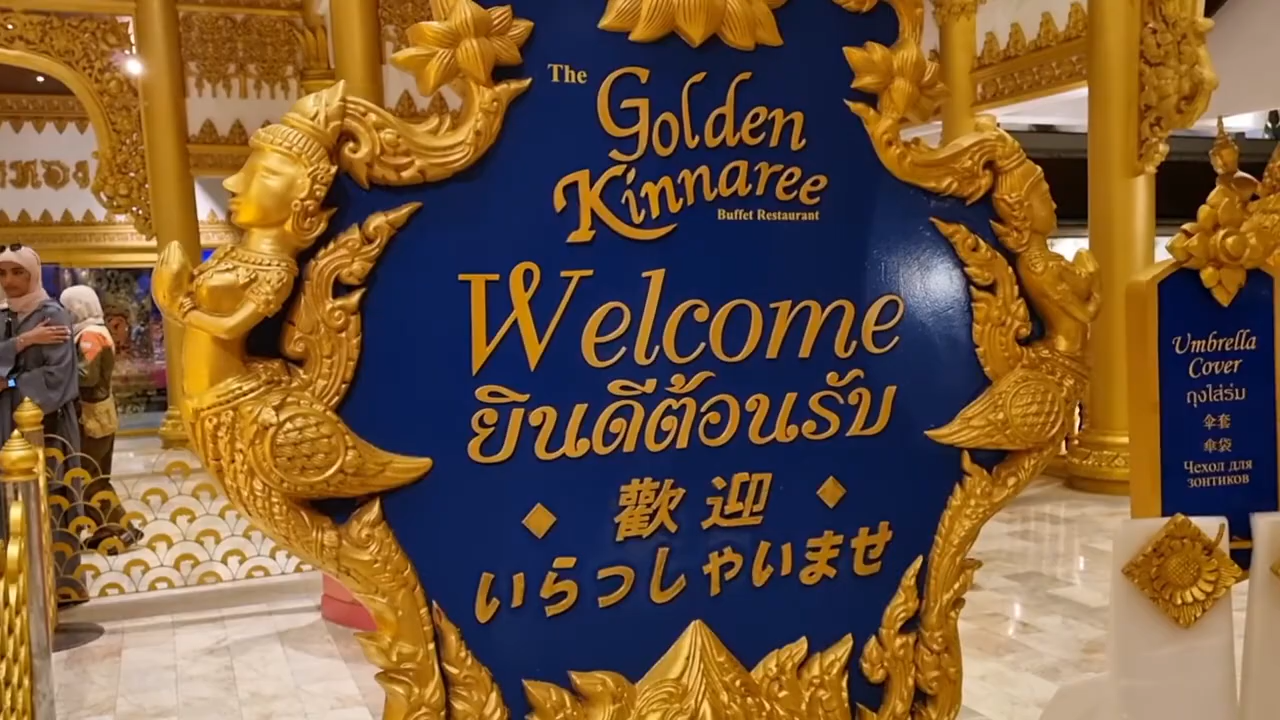 The
Golden
Kinnaree
Buffet Restaurant
Welcome
ยินดีต้อนรับ
歡迎
いらっしゃいませ
Umbrella
Cover
ถุงใส่ร่ม
伞套
傘袋
Чехол для
зонтиков